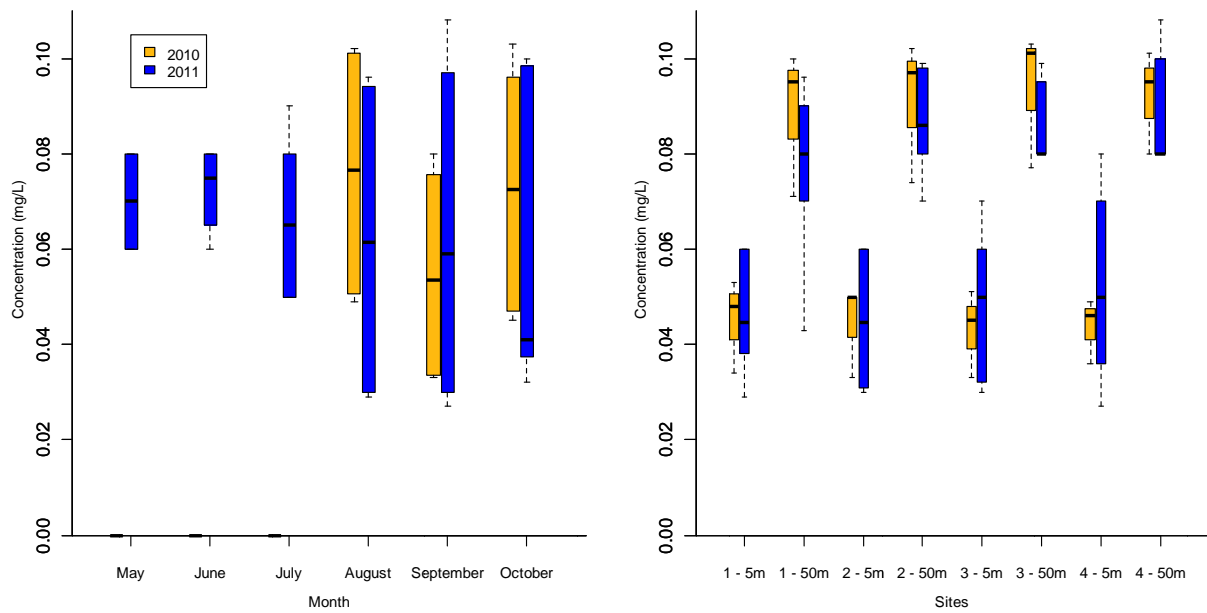 2010
2011
Concentration (mg/L)
0.10
0.08
0.06
0.04
0.02
0.00
May June July August September October
Month
Concentration (mg/L)
0.10
0.08
0.06
0.04
0.02
0.00
1 - 5m 1 - 50m 2 - 5m 2 - 50m 3 - 5m 3 - 50m 4 - 5m 4 - 50m
Sites